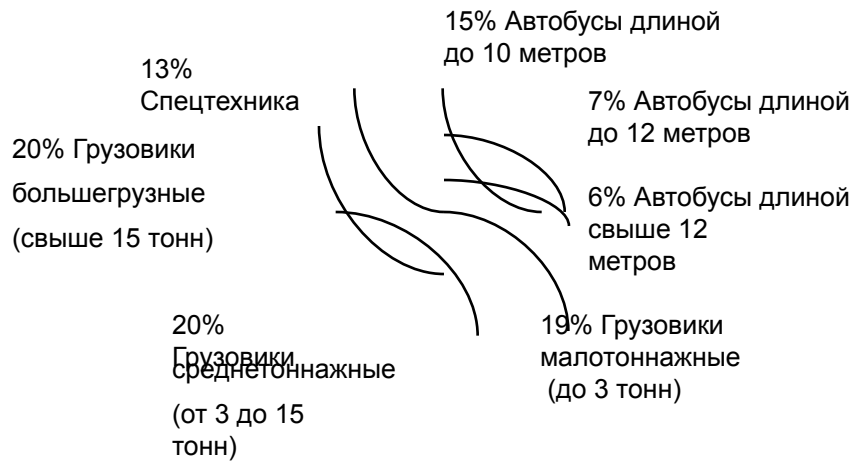 15% Автобусы длиной
до 10 метров
13%
Спецтехника
7% Автобусы длиной
до 12 метров
20% Грузовики
большегрузные
(свыше 15 тонн)
6% Автобусы длиной
свыше 12
метров
20%
Грузовики
среднетоннажные
(от 3 до 15
тонн)
19% Грузовики
малотоннажные
(до 3 тонн)